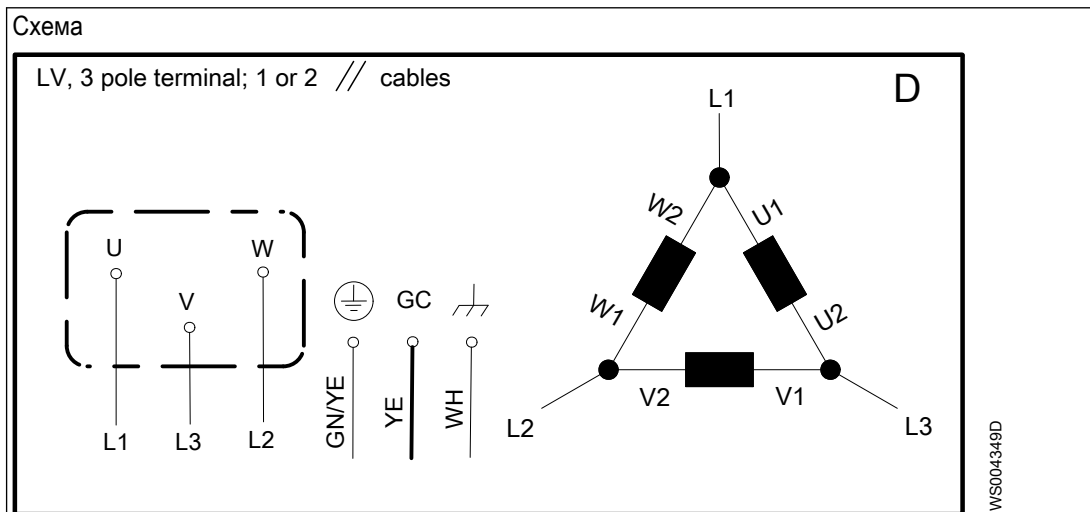 Схема
LV, 3 pole terminal; 1 or 2 // cables
D
L1
U
W
V
GC
L1
L3
L2
GN/YE
YE
WH
W2
U1
W1
U2
V2
V1
L2
L3
WS004349D